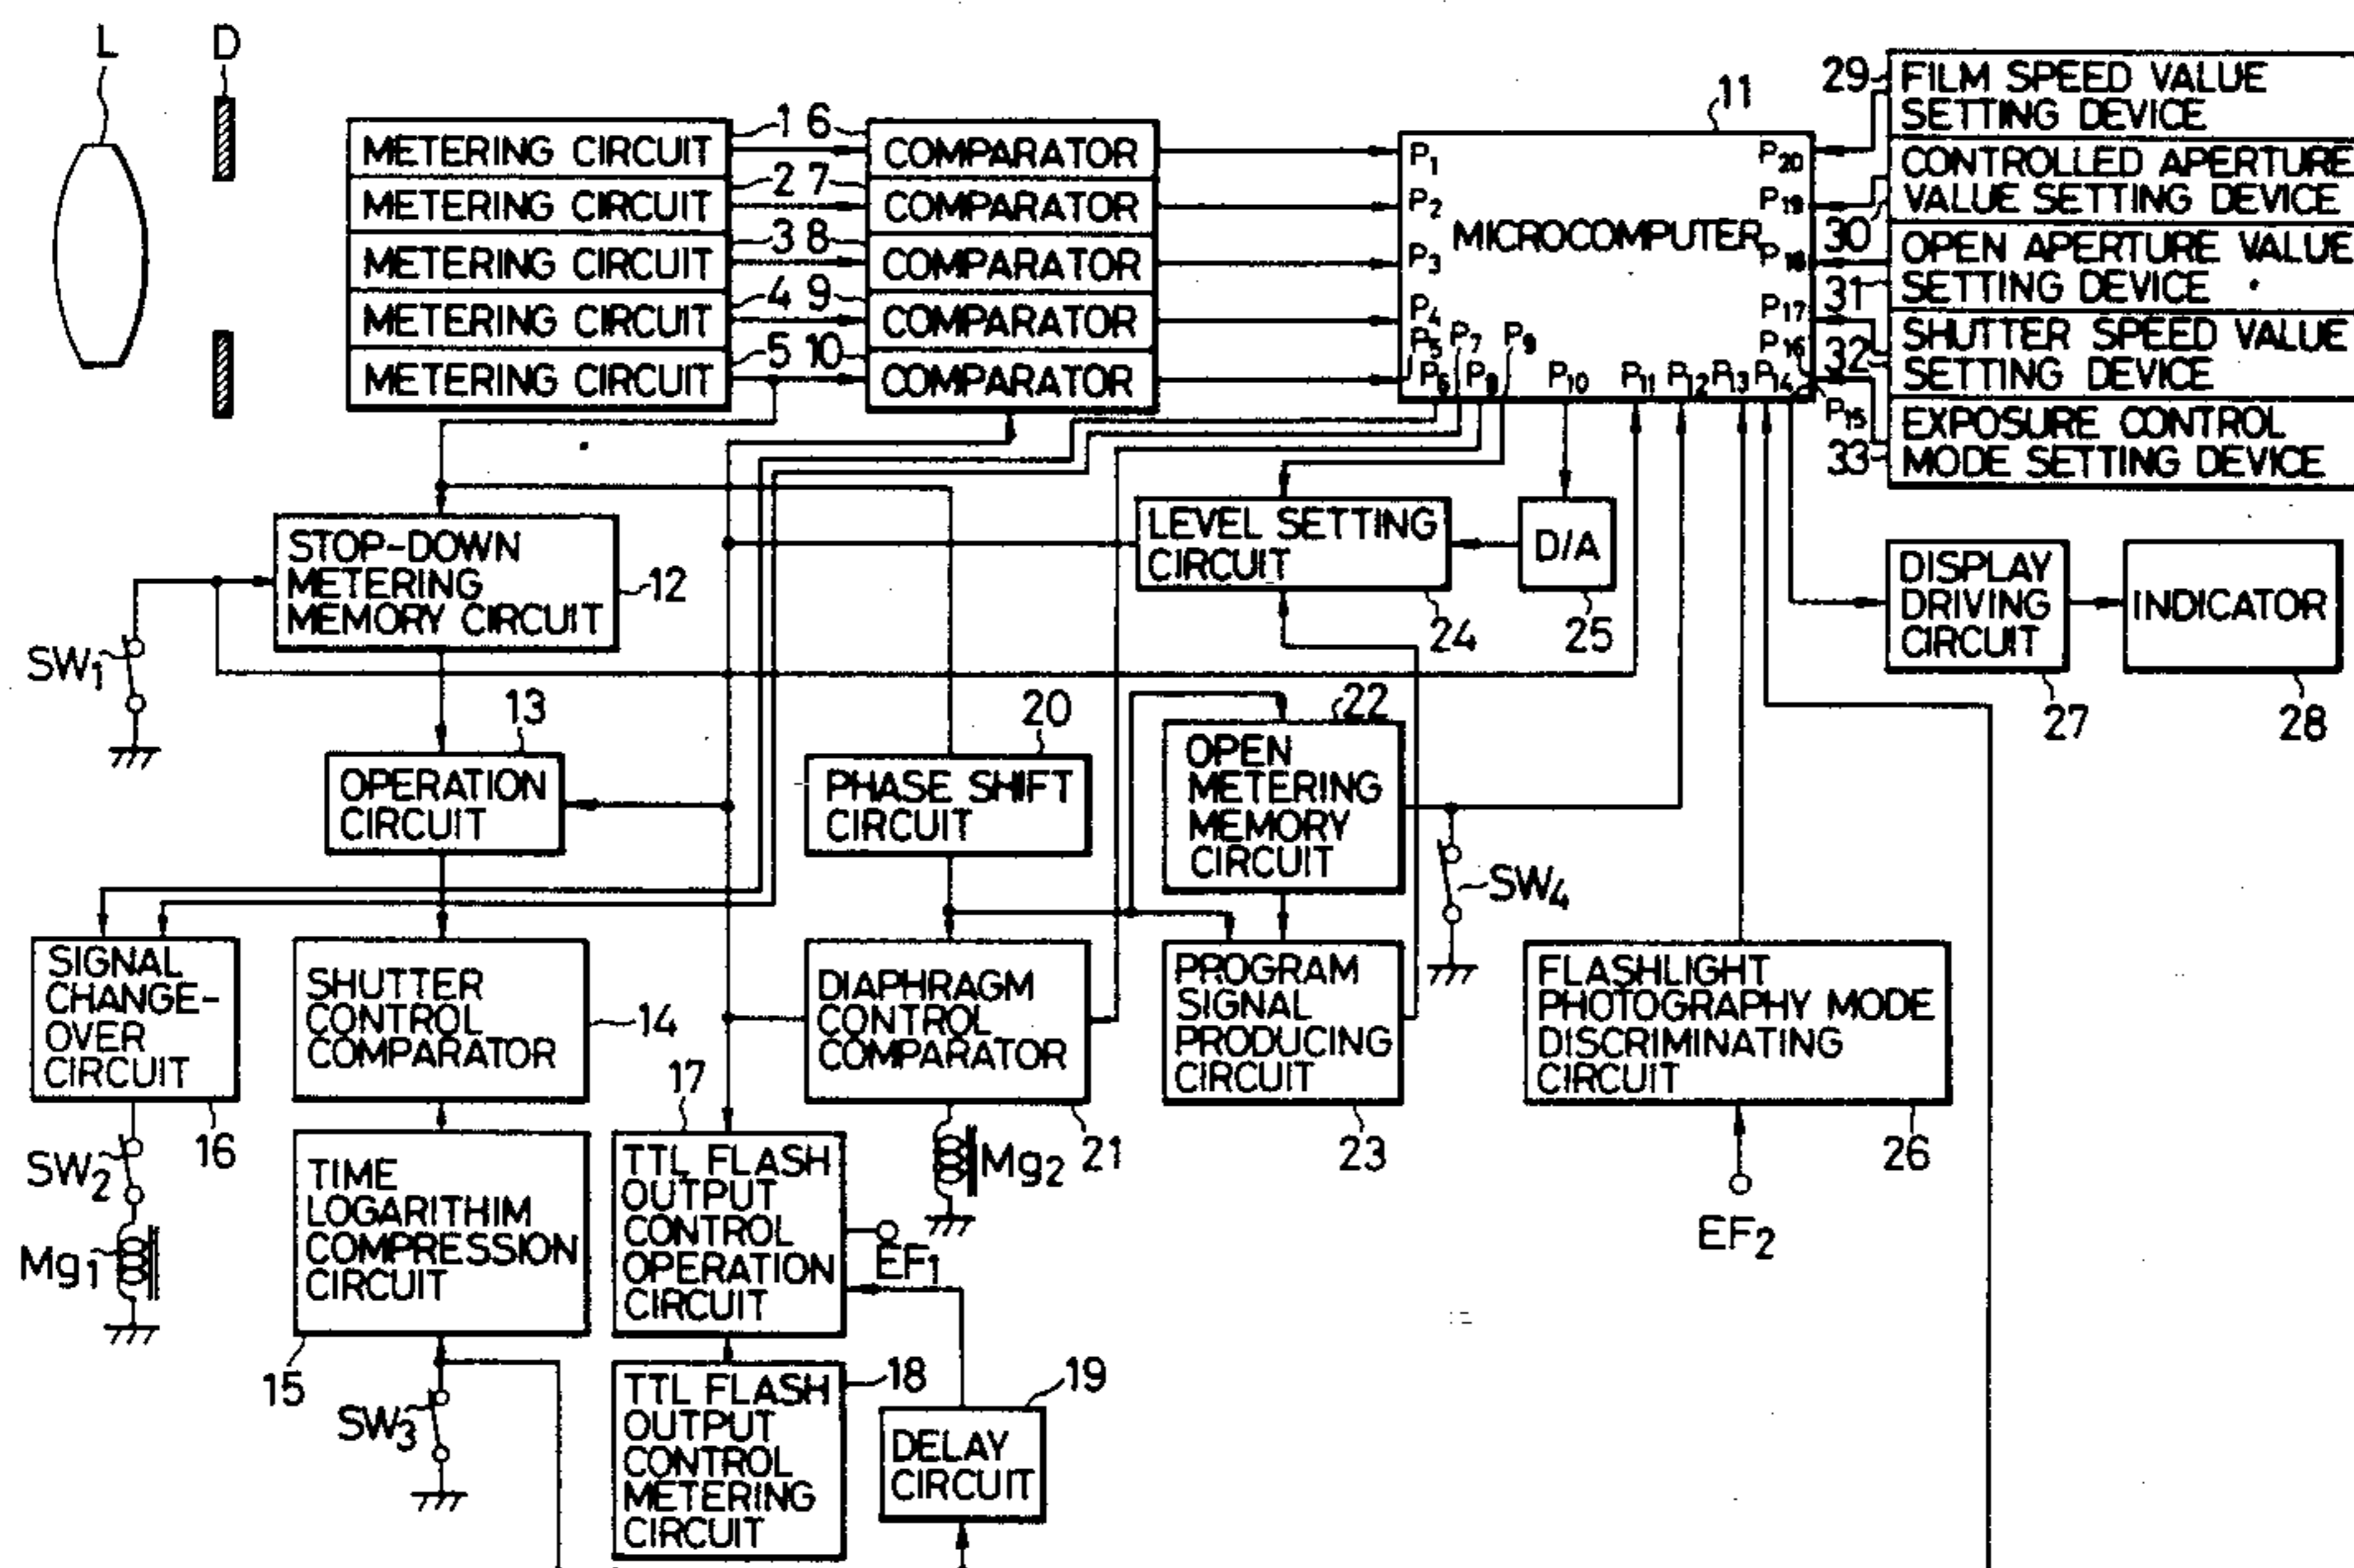 L
D
METERING CIRCUIT
1
6
COMPARATOR
METERING CIRCUIT
2
7
COMPARATOR
METERING CIRCUIT
3
8
COMPARATOR
METERING CIRCUIT
4
9
COMPARATOR
METERING CIRCUIT
5
10
COMPARATOR
11
MICROCOMPUTER
P1
P2
P3
P4
P5
P6
P7
P8
P9
P10
P11
P12
P13
P14
P15
P16
P17
P18
P19
P20
29
FILM SPEED VALUE
SETTING DEVICE
30
CONTROLLED APERTURE
VALUE SETTING DEVICE
31
OPEN APERTURE VALUE
SETTING DEVICE
32
SHUTTER SPEED VALUE
SETTING DEVICE
33
EXPOSURE CONTROL
MODE SETTING DEVICE
STOP-DOWN
METERING
MEMORY CIRCUIT
12
SW1
LEVEL SETTING
CIRCUIT
24
D/A
25
DISPLAY
DRIVING
CIRCUIT
27
INDICATOR
28
13
OPERATION
CIRCUIT
20
PHASE SHIFT
CIRCUIT
22
OPEN
METERING
MEMORY
CIRCUIT
SW4
SIGNAL
CHANGE-
OVER
CIRCUIT
16
SHUTTER
CONTROL
COMPARATOR
14
DIAPHRAGM
CONTROL
COMPARATOR
21
PROGRAM
SIGNAL
PRODUCING
CIRCUIT
23
FLASHLIGHT
PHOTOGRAPHY MODE
DISCRIMINATING
CIRCUIT
26
SW2
Mg1
TIME
LOGARITHIM
COMPRESSION
CIRCUIT
15
17
TTL FLASH
OUTPUT
CONTROL
OPERATION
CIRCUIT
Mg2
EF1
EF2
SW3
TTL FLASH
OUTPUT
CONTROL
METERING
CIRCUIT
18
19
DELAY
CIRCUIT